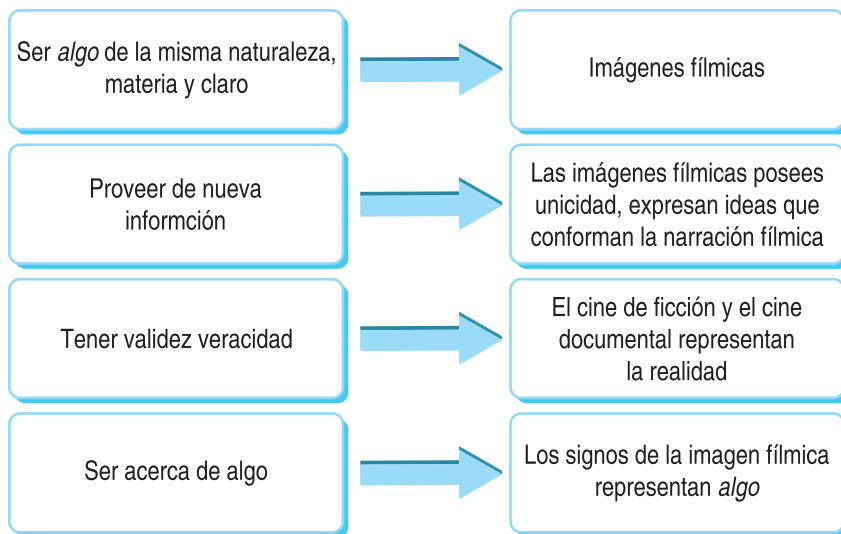 Ser algo de la misma naturaleza,
materia y claro
Imágenes fílmicas
Proveer de nueva
informción
Las imágenes fílmicas posees
unicidad, expresan ideas que
conforman la narración fílmica
Tener validez veracidad
El cine de ficción y el cine
documental representan
la realidad
Ser acerca de algo
Los signos de la imagen fílmica
representan algo